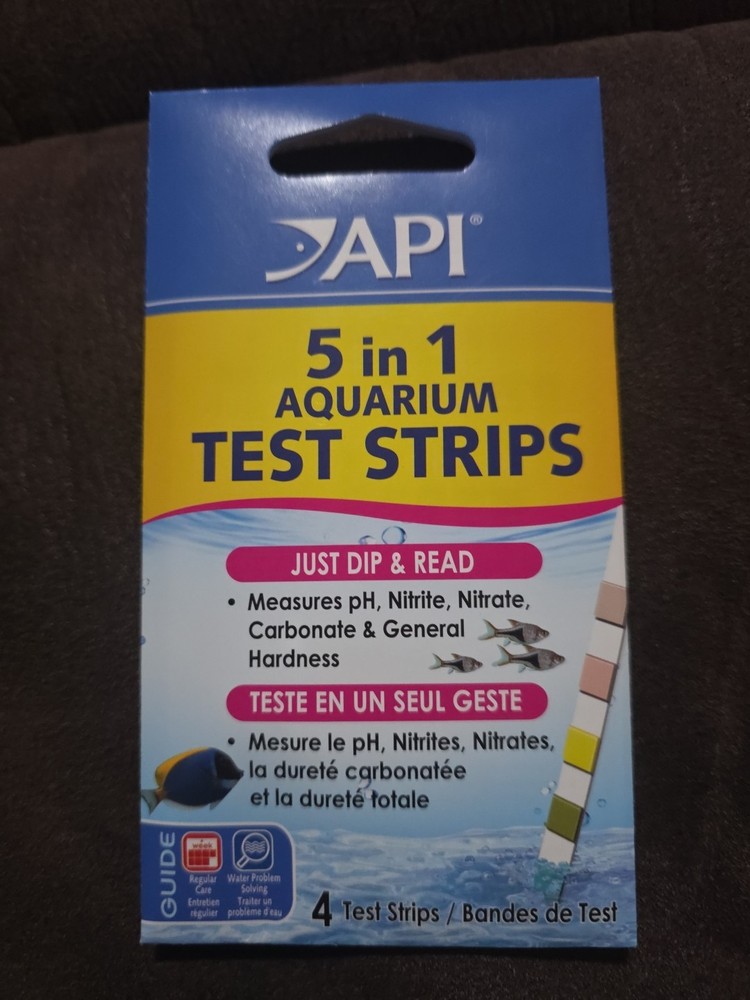 API®
5 in 1
AQUARIUM
TEST STRIPS
JUST DIP & READ
• Measures pH, Nitrite, Nitrate,
Carbonate & General
Hardness
TESTE EN UN SEUL GESTE
• Mesure le pH, Nitrites, Nitrates,
la dureté carbonatée
et la dureté totale
GUIDE
week
Regular
Care
Entretien
régulier
Water Problem
Solving
Traiter un
problème d'eau
4 Test Strips / Bandes de Test